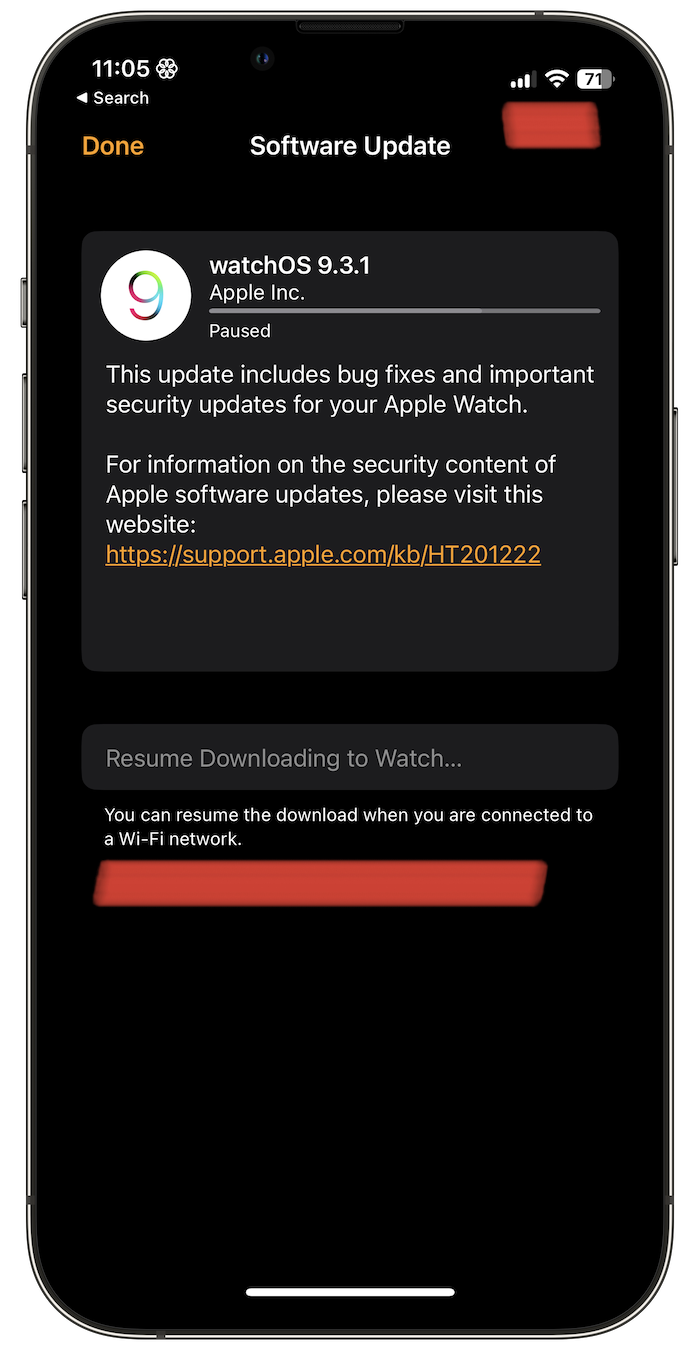 11:05
71
◀ Search
Done
Software Update
9
watchOS 9.3.1
Apple Inc.
Paused
This update includes bug fixes and important
security updates for your Apple Watch.
For information on the security content of
Apple software updates, please visit this
website:
https://support.apple.com/kb/HT201222
Resume Downloading to Watch...
You can resume the download when you are connected to
a Wi-Fi network.